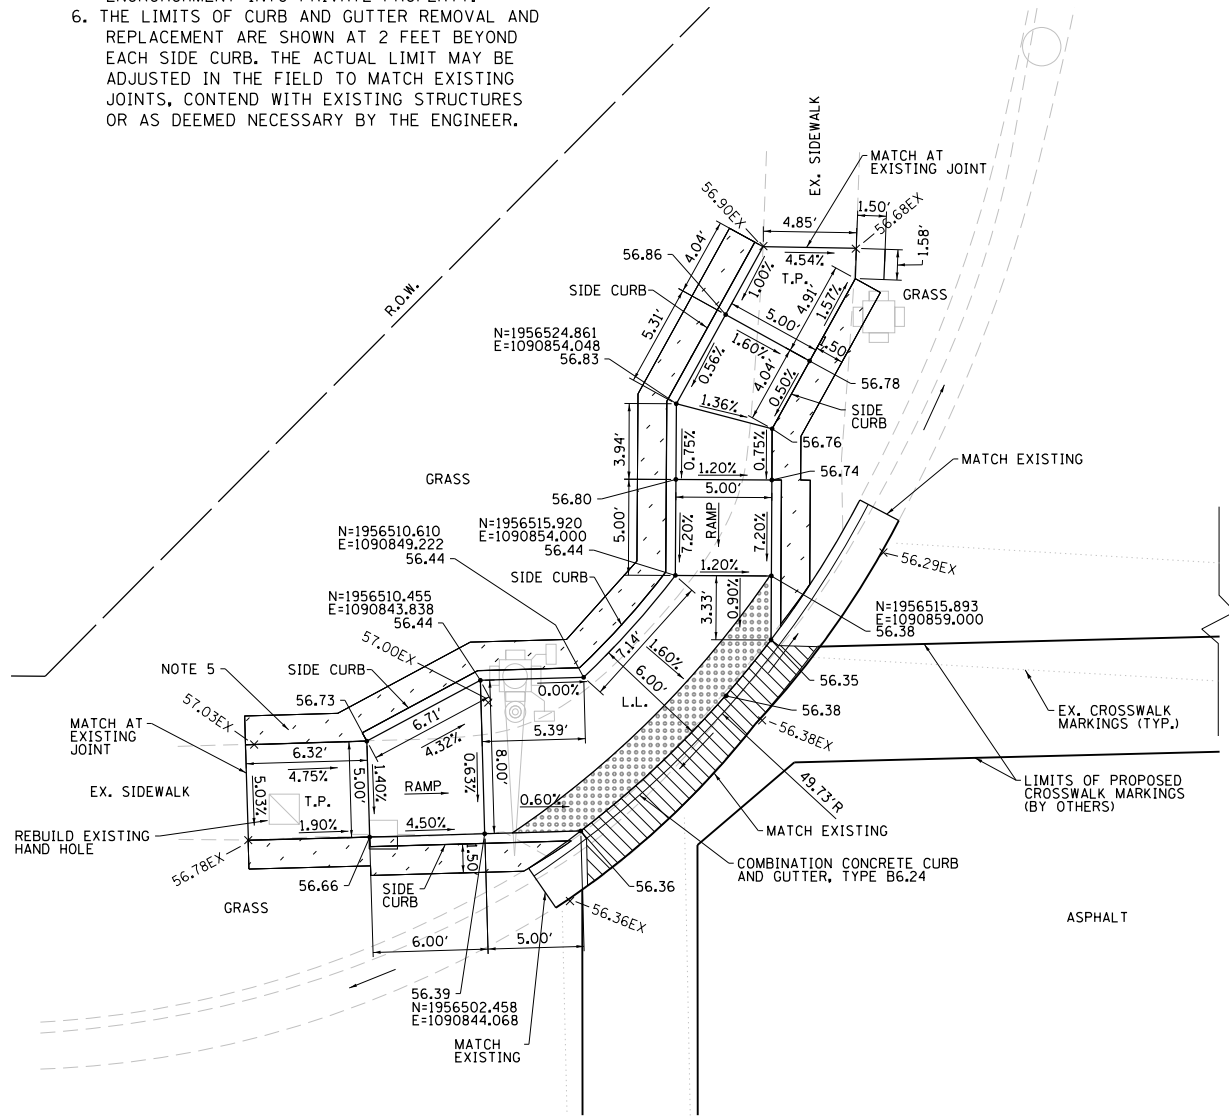 6. THE LIMITS OF CURB AND GUTTER REMOVAL AND
REPLACEMENT ARE SHOWN AT 2 FEET BEYOND
EACH SIDE CURB. THE ACTUAL LIMIT MAY BE
ADJUSTED IN THE FIELD TO MATCH EXISTING
JOINTS, CONTEND WITH EXISTING STRUCTURES
OR AS DEEMED NECESSARY BY THE ENGINEER.
EX. SIDEWALK
MATCH AT
EXISTING JOINT
56.90EX
4.85'
1.50'
56.68EX
1.58'
4.04'
56.86
4.54%
T.P.
1.00%
4.91'
1.57%
GRASS
R.O.W.
SIDE CURB
5.31'
5.00'
N=1956524.861
E=1090854.048
56.83
1.60%
.50'
0.56%
4.04'
0.50%
56.78
SIDE
CURB
1.36%
56.76
3.94'
0.75%
0.75%
MATCH EXISTING
GRASS
1.20%
56.74
56.80
5.00'
5.00'
RAMP
7.20%
7.20%
N=1956510.610
E=1090849.222
56.44
N=1956515.920
E=1090854.000
56.44
1.20%
56.29EX
SIDE CURB
3.33'
0.90%
N=1956515.893
E=1090859.000
56.38
N=1956510.455
E=1090843.838
56.44
57.00EX
7.14'
1.60%
6.00'
NOTE 5
SIDE CURB
56.73
0.00%
L.L.
56.35
57.03EX
6.71'
4.32%
5.39'
56.38
56.38EX
EX. CROSSWALK
MARKINGS (TYP.)
MATCH AT
EXISTING
JOINT
6.32'
4.75%
5.03%
T.P.
5.00'
1.40%
RAMP
0.63%
8.00'
EX. SIDEWALK
49.73'R
LIMITS OF PROPOSED
CROSSWALK MARKINGS
(BY OTHERS)
1.90%
4.50%
0.60%
REBUILD EXISTING
HAND HOLE
MATCH EXISTING
56.78EX
1.50'
COMBINATION CONCRETE CURB
AND GUTTER, TYPE B6.24
56.66
SIDE
CURB
56.36
GRASS
56.36EX
ASPHALT
6.00'
5.00'
56.39
N=1956502.458
E=1090844.068
MATCH
EXISTING